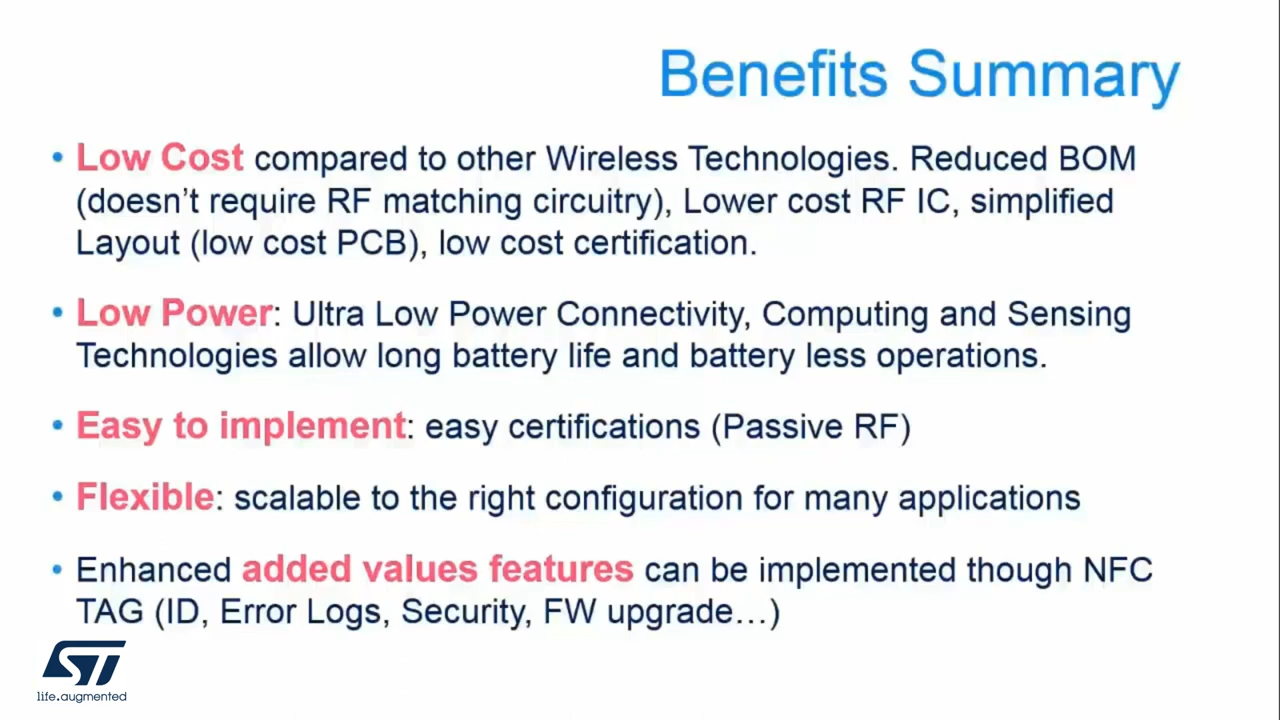 Benefits Summary
• Low Cost compared to other Wireless Technologies. Reduced BOM
(doesn’t require RF matching circuitry), Lower cost RF IC, simplified
Layout (low cost PCB), low cost certification.
• Low Power: Ultra Low Power Connectivity, Computing and Sensing
Technologies allow long battery life and battery less operations.
• Easy to implement: easy certifications (Passive RF)
• Flexible: scalable to the right configuration for many applications
• Enhanced added values features can be implemented though NFC
TAG (ID, Error Logs, Security, FW upgrade…)
ST
life.augmented